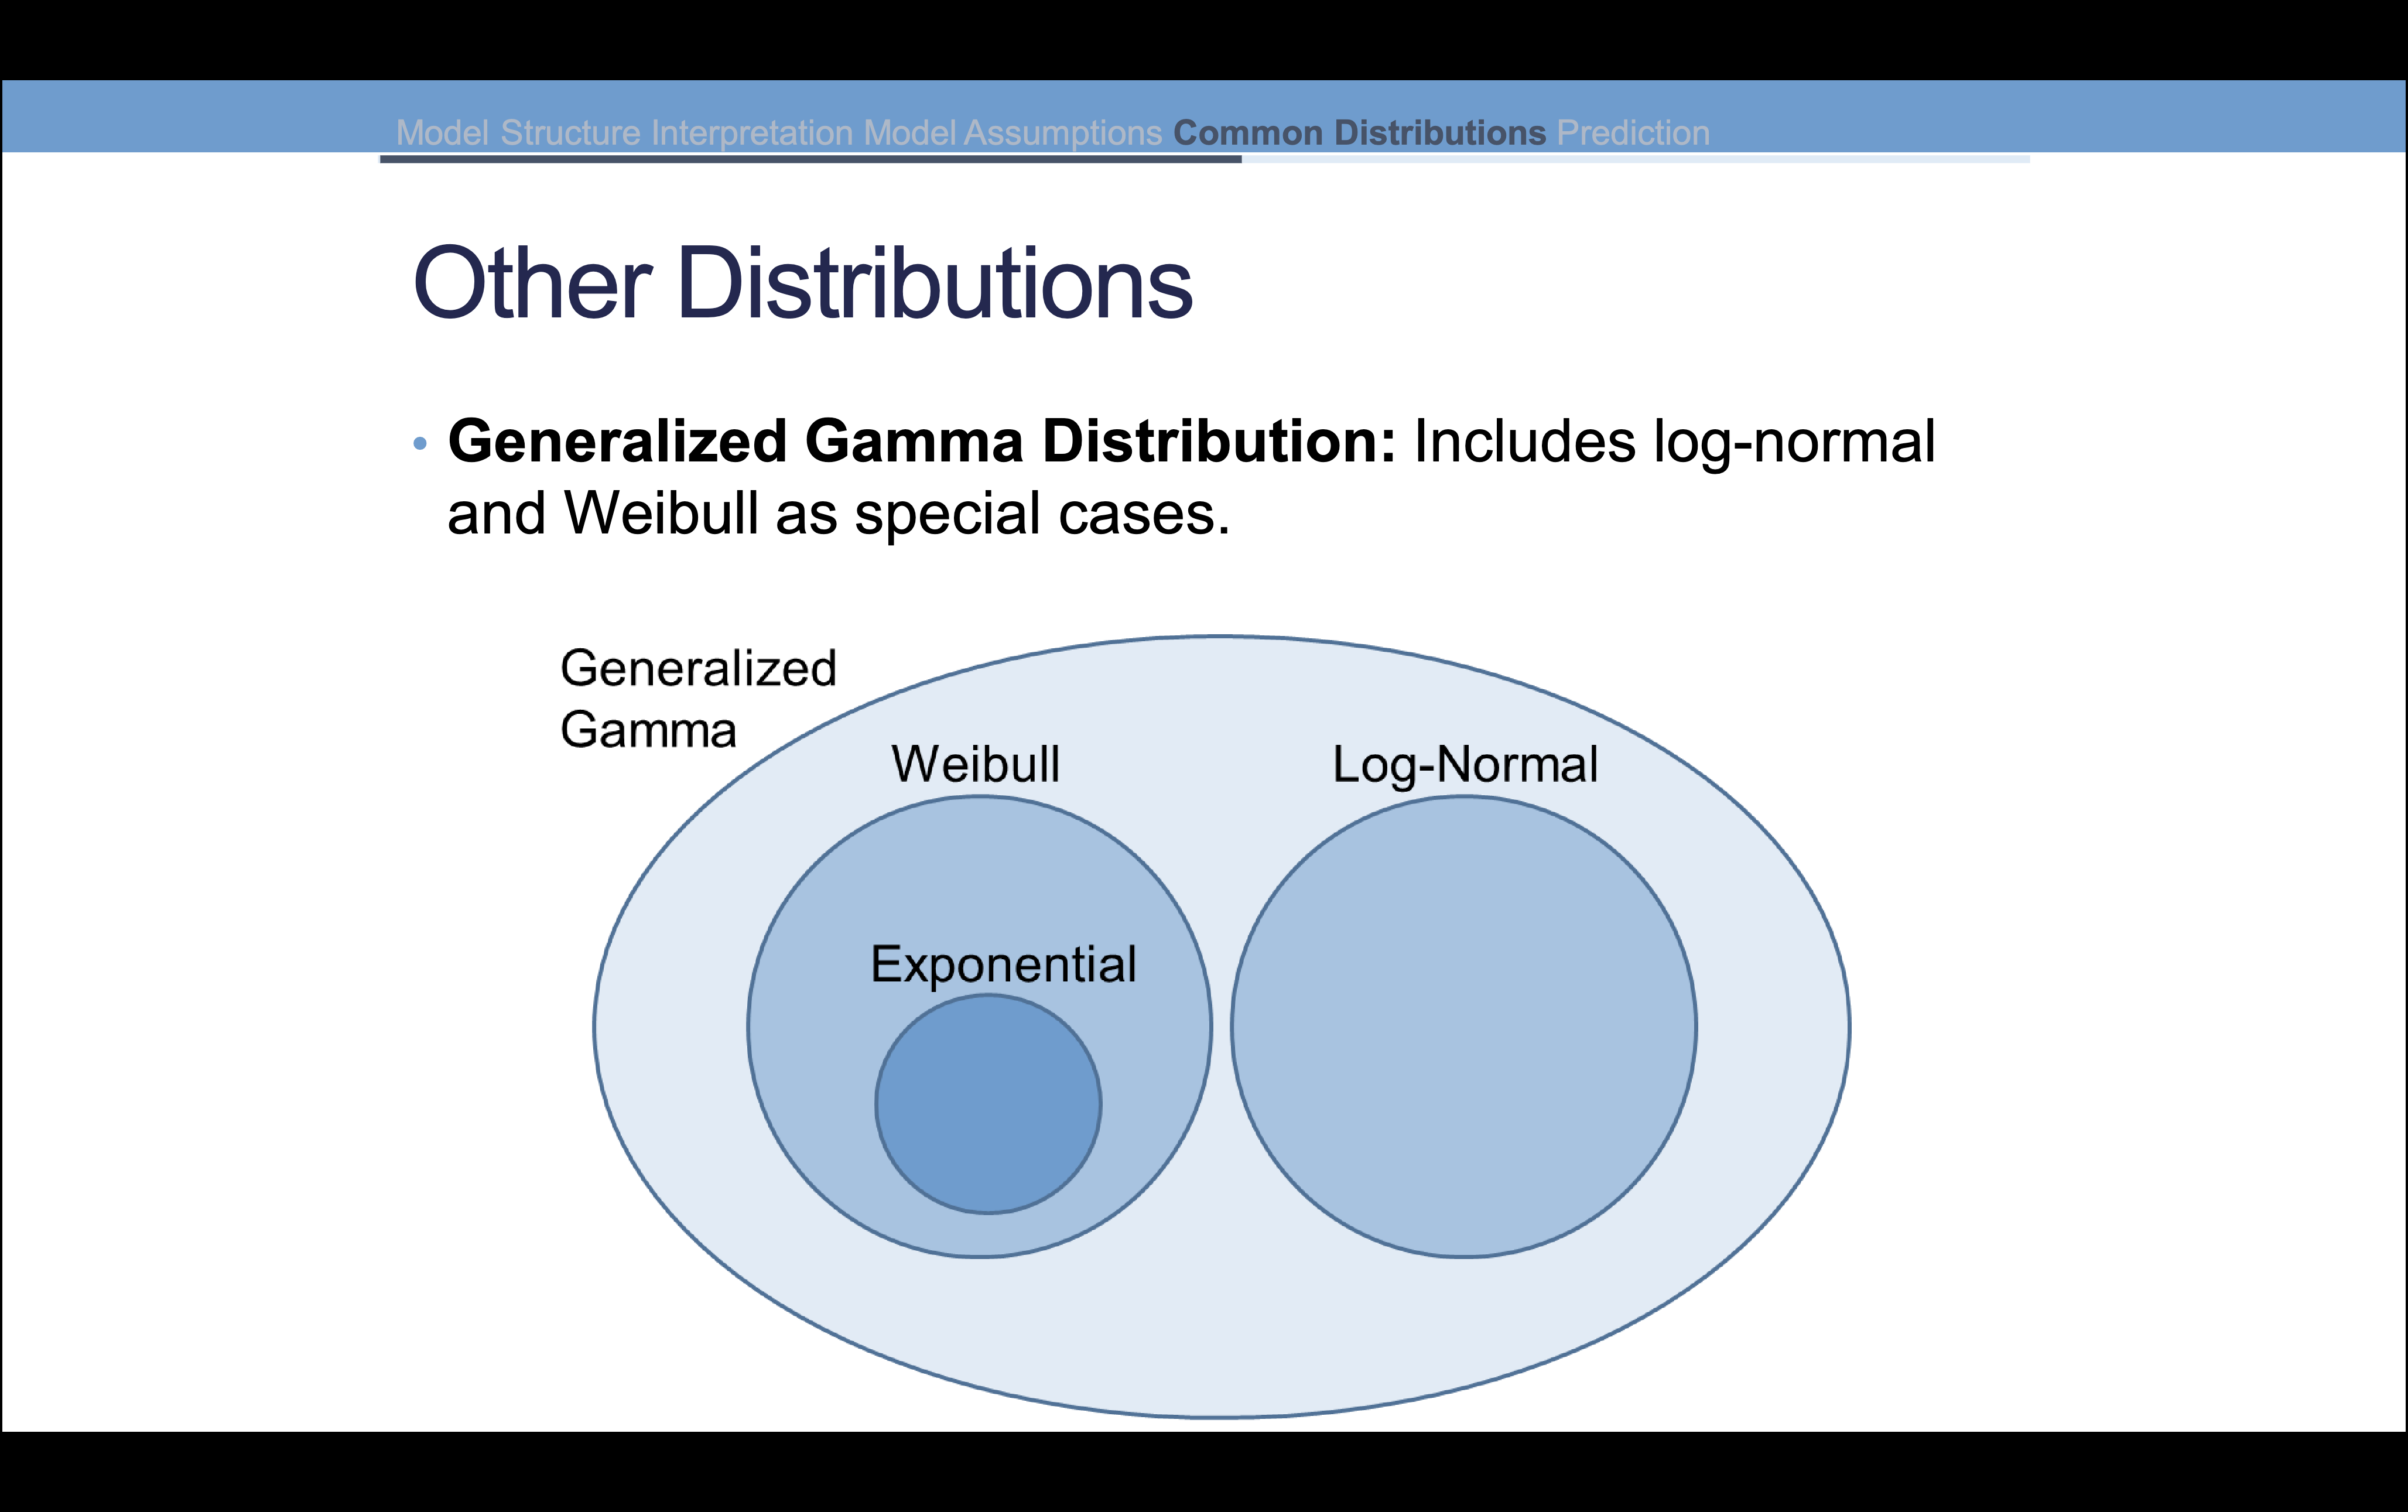 Model Structure Interpretation Model Assumptions Common Distributions Prediction
Other Distributions
• Generalized Gamma Distribution: Includes log-normal
and Weibull as special cases.
Generalized
Gamma
Weibull
Log-Normal
Exponential